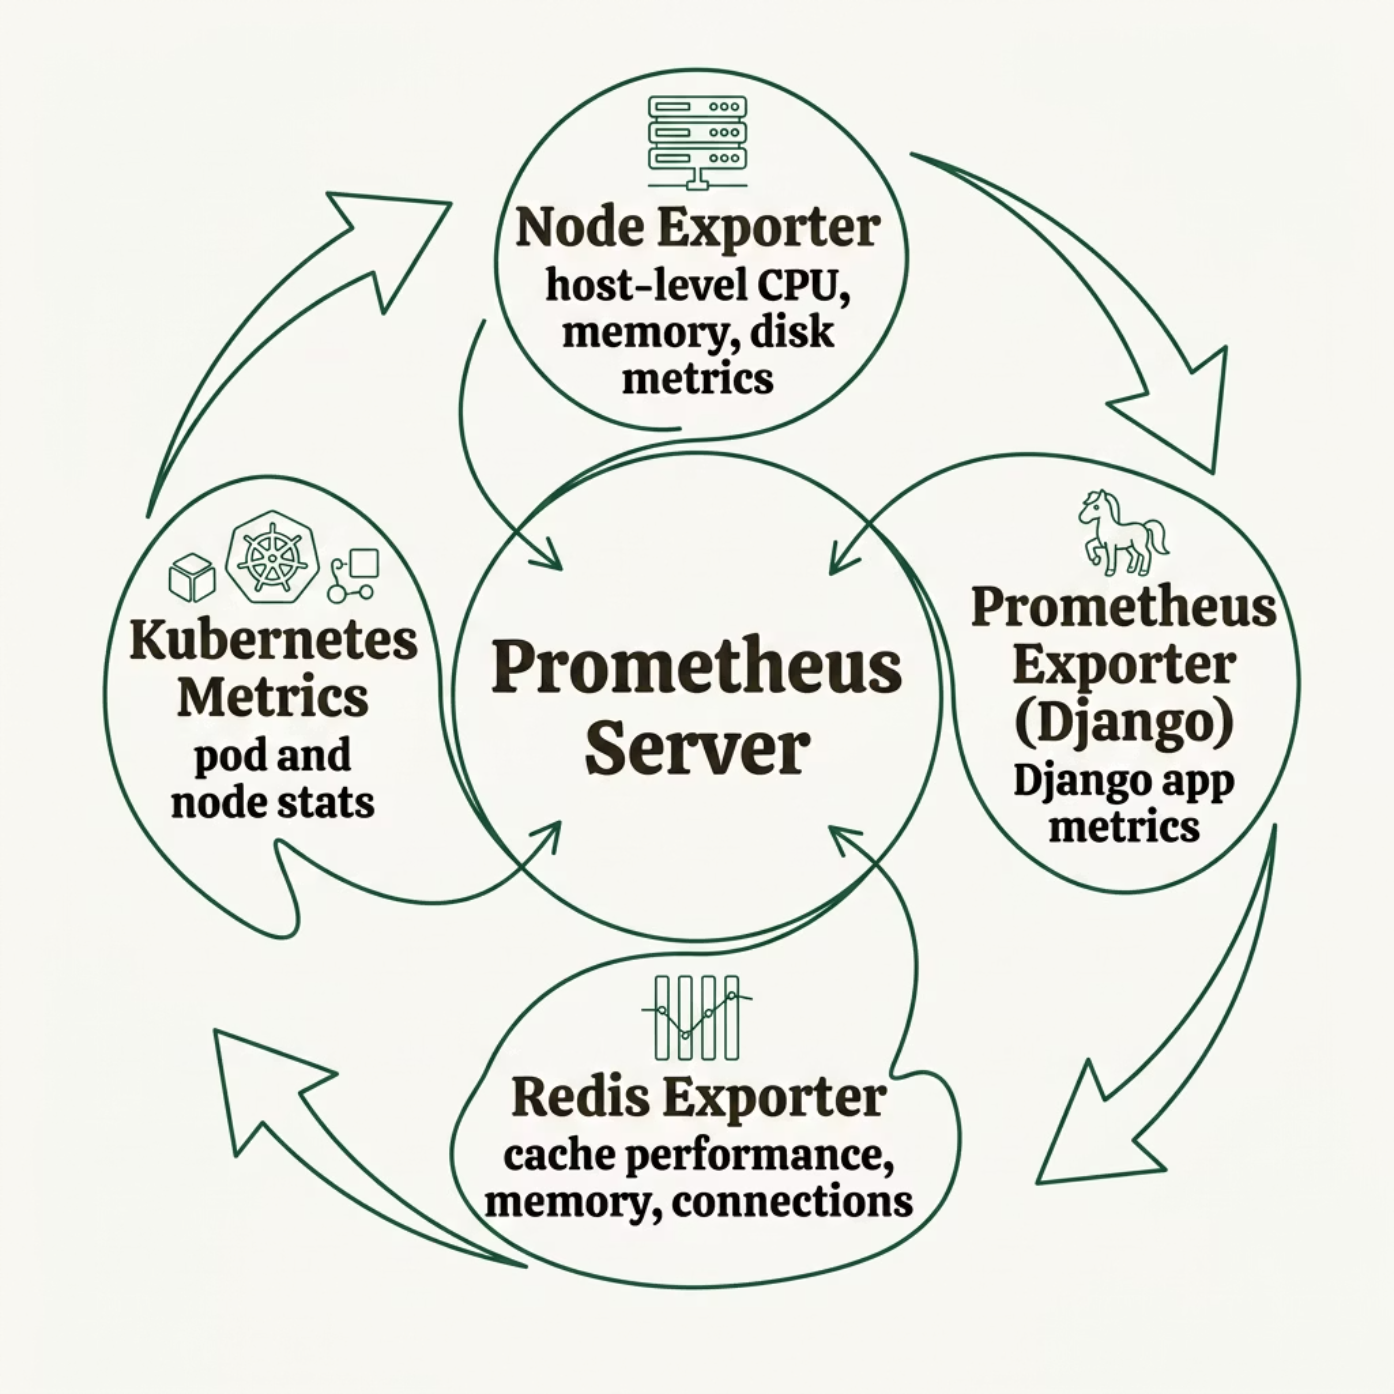 Node Exporter
host-level CPU,
memory, disk
metrics
Kubernetes
Metrics
pod and
node stats
Prometheus
Server
Prometheus
Exporter
(Django)
Django app
metrics
Redis Exporter
cache performance,
memory, connections